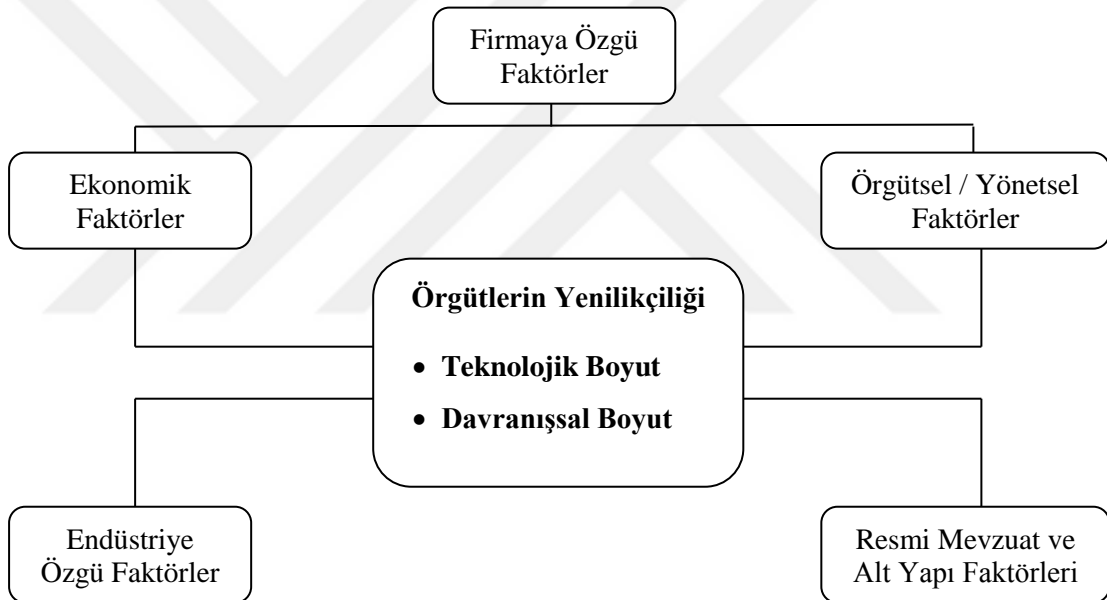 Firmaya Özgü
Faktörler
Ekonomik
Faktörler
Örgütsel / Yönetsel
Faktörler
Örgütlerin Yenilikçiliği
• Teknolojik Boyut
• Davranışsal Boyut
Endüstriye
Özgü Faktörler
Resmi Mevzuat ve
Alt Yapı Faktörleri